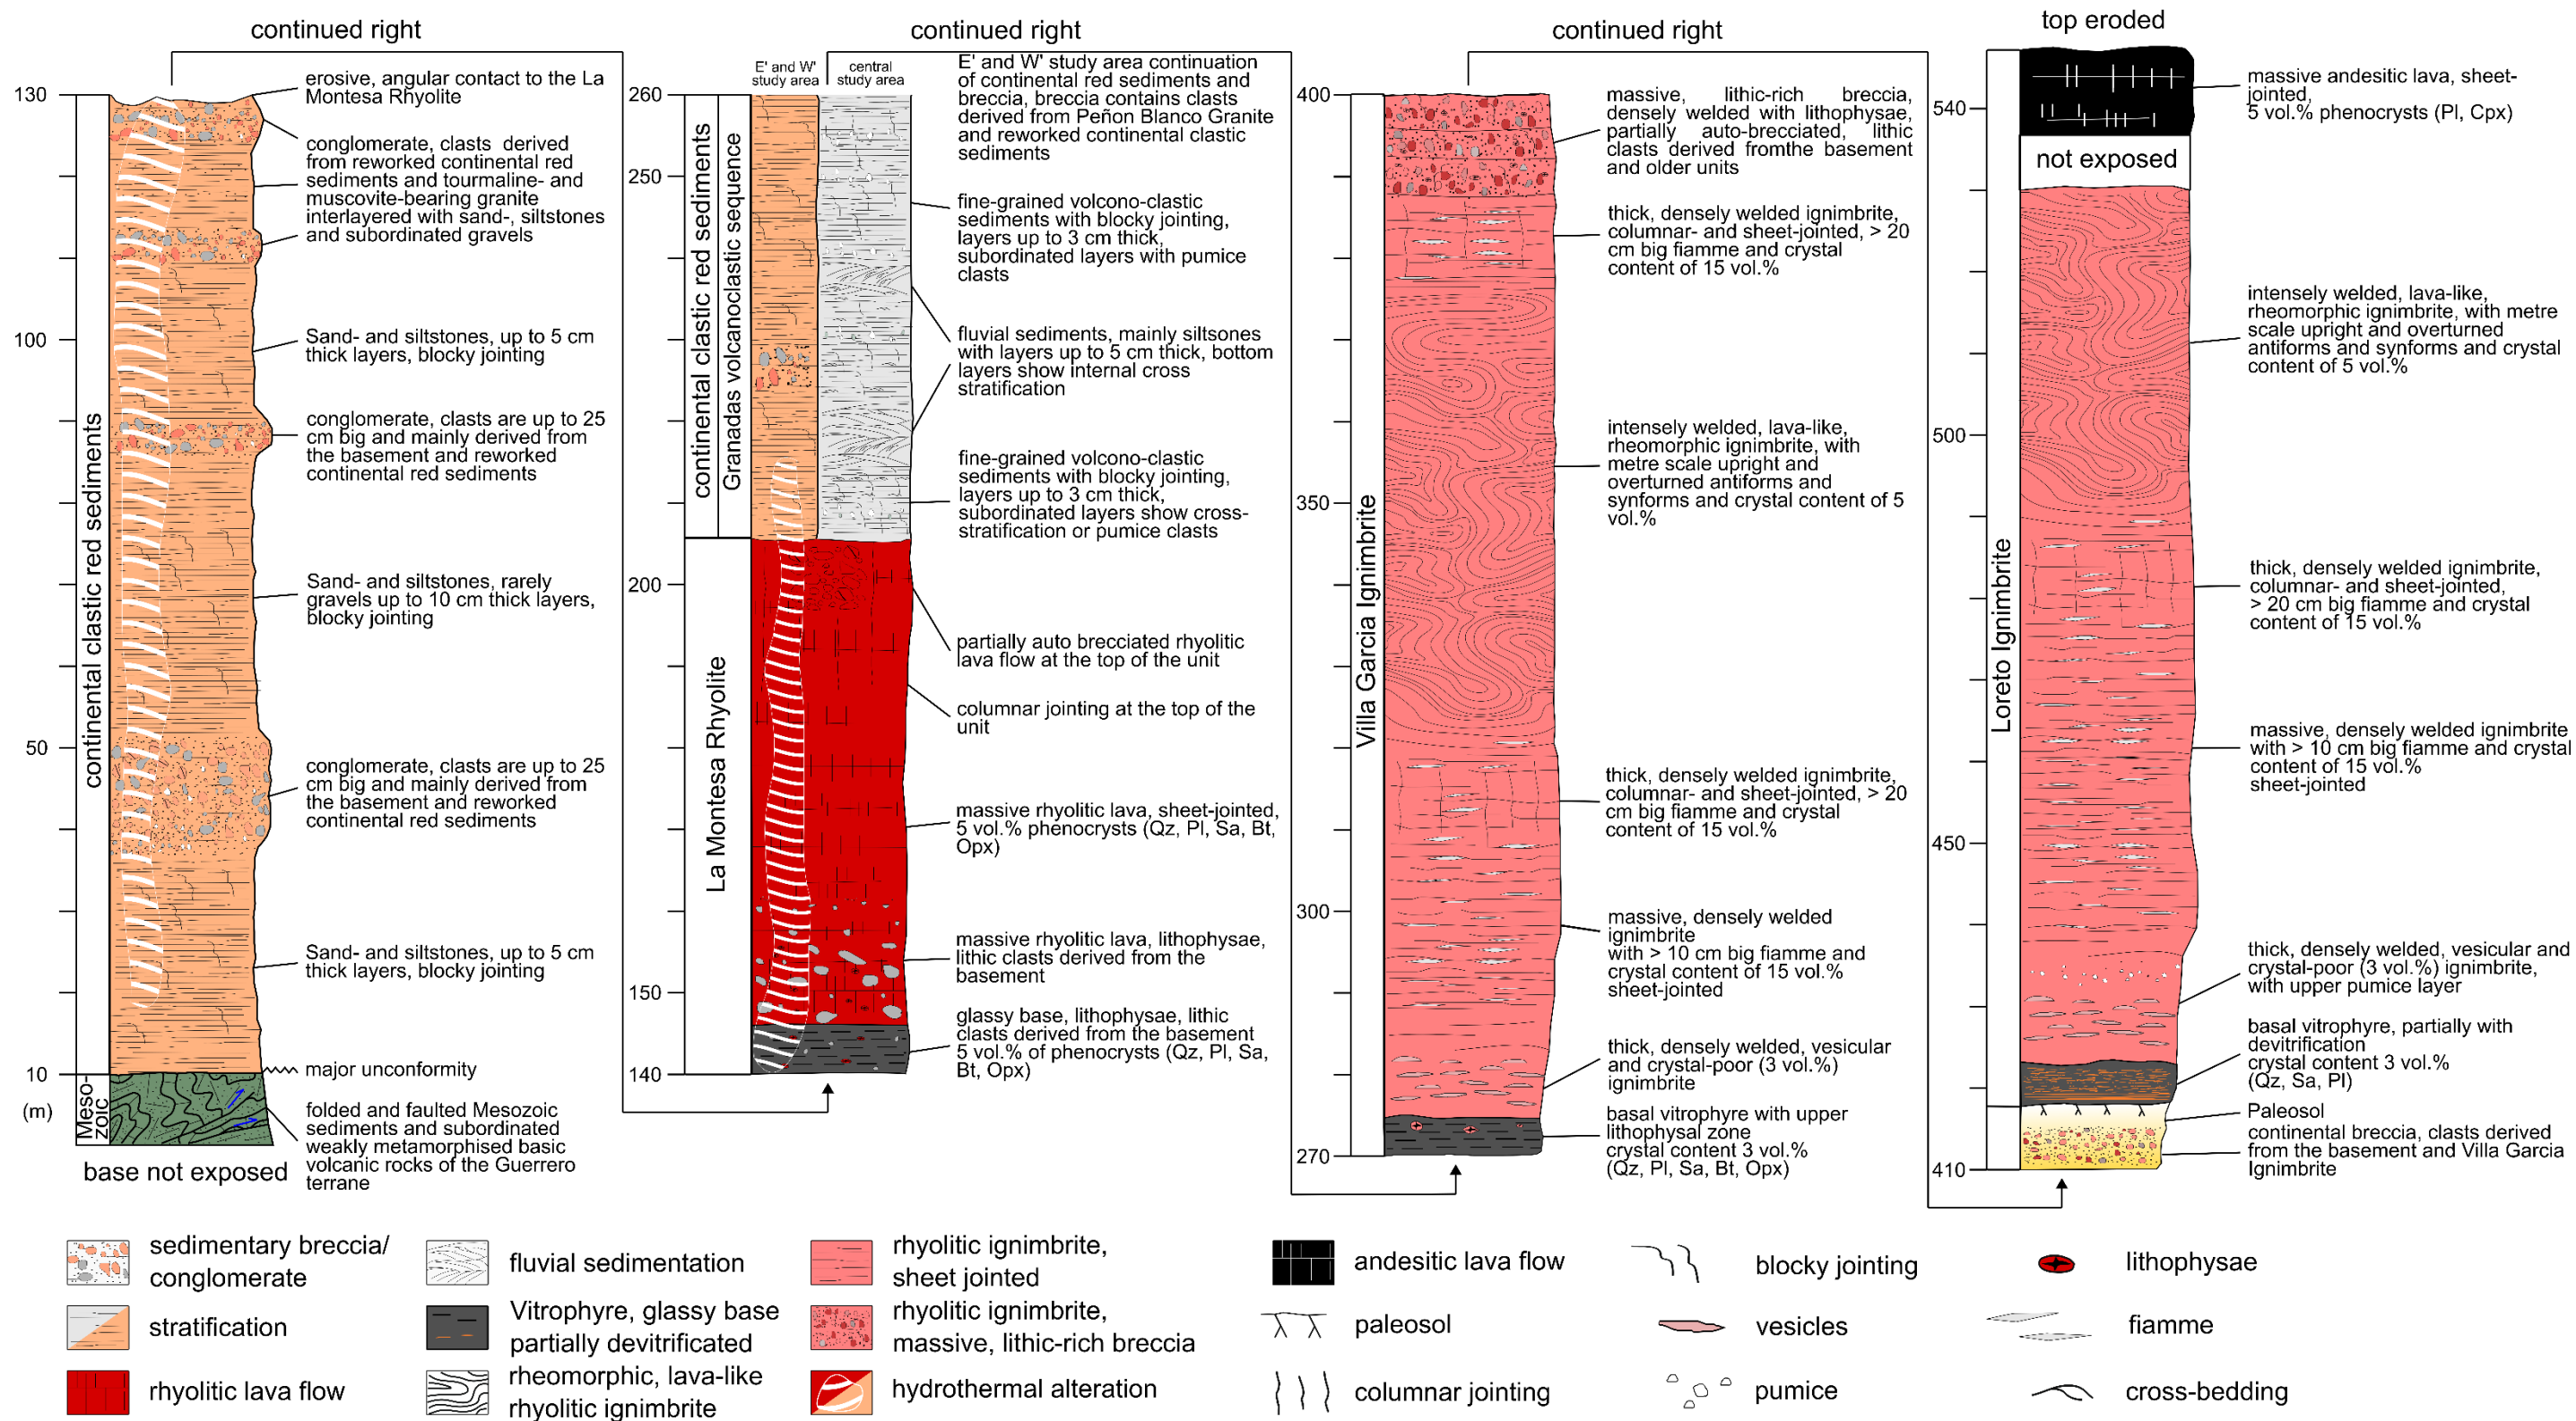 continued right
130
100
50
10
(m)
continental clastic red sediments
Meso-
zoic
base not exposed
erosive, angular contact to the La
Montesa Rhyolite
conglomerate, clasts derived
from reworked continental red
sediments and tourmaline- and
muscovite-bearing granite
interlayered with sand-, siltstones
and subordinated gravels
Sand- and siltstones, up to 5 cm
thick layers, blocky jointing
conglomerate, clasts are up to 25
cm big and mainly derived from
the basement and reworked
continental red sediments
Sand- and siltstones, rarely
gravels up to 10 cm thick layers,
blocky jointing
conglomerate, clasts are up to 25
cm big and mainly derived from
the basement and reworked
continental red sediments
Sand- and siltstones, up to 5 cm
thick layers, blocky jointing
major unconformity
folded and faulted Mesozoic
sediments and subordinated
weakly metamorphised basic
volcanic rocks of the Guerrero
terrane
continued right
E' and W'
study area
central
study area
260
250
200
150
140
continental clastic red sediments
Granadas volcanoclastic sequence
La Montesa Rhyolite
E' and W' study area continuation
of continental red sediments and
breccia, breccia contains clasts
derived from Peñon Blanco Granite
and reworked continental clastic
sediments
fine-grained volcono-clastic
sediments with blocky jointing,
layers up to 3 cm thick,
subordinated layers with pumice
clasts
fluvial sediments, mainly siltsones
with layers up to 5 cm thick, bottom
layers show internal cross
stratification
fine-grained volcono-clastic
sediments with blocky jointing,
layers up to 3 cm thick,
subordinated layers show cross-
stratification or pumice clasts
partially auto brecciated rhyolitic
lava flow at the top of the unit
columnar jointing at the top of the
unit
massive rhyolitic lava, sheet-jointed,
5 vol.% phenocrysts (Qz, Pl, Sa, Bt,
Opx)
massive rhyolitic lava, lithophysae,
lithic clasts derived from the
basement
glassy base, lithophysae, lithic
clasts derived from the basement
5 vol.% of phenocrysts (Qz, Pl, Sa,
Bt, Opx)
continued right
400
350
300
270
Villa Garcia Ignimbrite
massive, lithic-rich breccia,
densely welded with lithophysae,
partially auto-brecciated, lithic
clasts derived fromthe basement
and older units
thick, densely welded ignimbrite,
columnar- and sheet-jointed, > 20
cm big fiamme and crystal
content of 15 vol.%
intensely welded, lava-like,
rheomorphic ignimbrite, with
metre scale upright and
overturned antiforms and
synforms and crystal content of 5
vol.%
thick, densely welded ignimbrite,
columnar- and sheet-jointed, > 20
cm big fiamme and crystal
content of 15 vol.%
massive, densely welded
ignimbrite
with > 10 cm big fiamme and
crystal content of 15 vol.%
sheet-jointed
thick, densely welded, vesicular
and crystal-poor (3 vol.%)
ignimbrite
basal vitrophyre with upper
lithophysal zone
crystal content 3 vol.%
(Qz, Pl, Sa, Bt, Opx)
top eroded
540
500
450
410
Loreto Ignimbrite
not exposed
massive andesitic lava, sheet-
jointed,
5 vol.% phenocrysts (Pl, Cpx)
intensely welded, lava-like,
rheomorphic ignimbrite, with metre
scale upright and overturned
antiforms and synforms and crystal
content of 5 vol.%
thick, densely welded ignimbrite,
columnar- and sheet-jointed,
> 20 cm big fiamme and crystal
content of 15 vol.%
massive, densely welded ignimbrite
with > 10 cm big fiamme and crystal
content of 15 vol.%
sheet-jointed
thick, densely welded, vesicular and
crystal-poor (3 vol.%) ignimbrite,
with upper pumice layer
basal vitrophyre, partially with
devitrification
crystal content 3 vol.%
(Qz, Sa, Pl)
Paleosol
continental breccia, clasts derived
from the basement and Villa Garcia
Ignimbrite
sedimentary breccia/
conglomerate
stratification
rhyolitic lava flow
fluvial sedimentation
Vitrophyre, glassy base
partially devitrificated
rheomorphic, lava-like
rhyolitic ignimbrite
rhyolitic ignimbrite,
sheet jointed
rhyolitic ignimbrite,
massive, lithic-rich breccia
hydrothermal alteration
andesitic lava flow
paleosol
columnar jointing
blocky jointing
vesicles
pumice
lithophysae
fiamme
cross-bedding